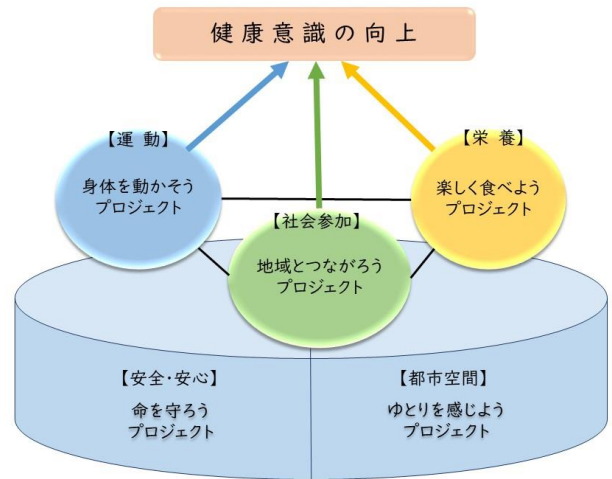 健康意識の向上
【運 動】
身体を動かそう
プロジェクト
【栄 養】
楽しく食べよう
プロジェクト
【社会参加】
地域とつながろう
プロジェクト
【安全・安心】
命を守ろう
プロジェクト
【都市空間】
ゆとりを感じよう
プロジェクト